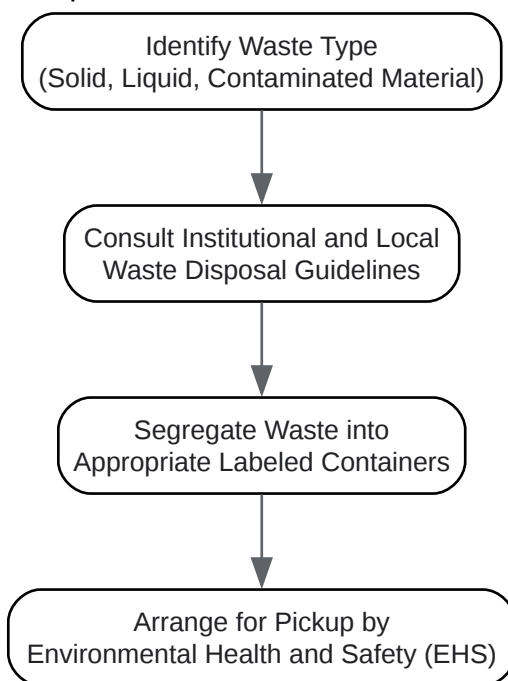 Identify Waste Type
(Solid, Liquid, Contaminated Material)
Consult Institutional and Local
Waste Disposal Guidelines
Segregate Waste into
Appropriate Labeled Containers
Arrange for Pickup by
Environmental Health and Safety (EHS)